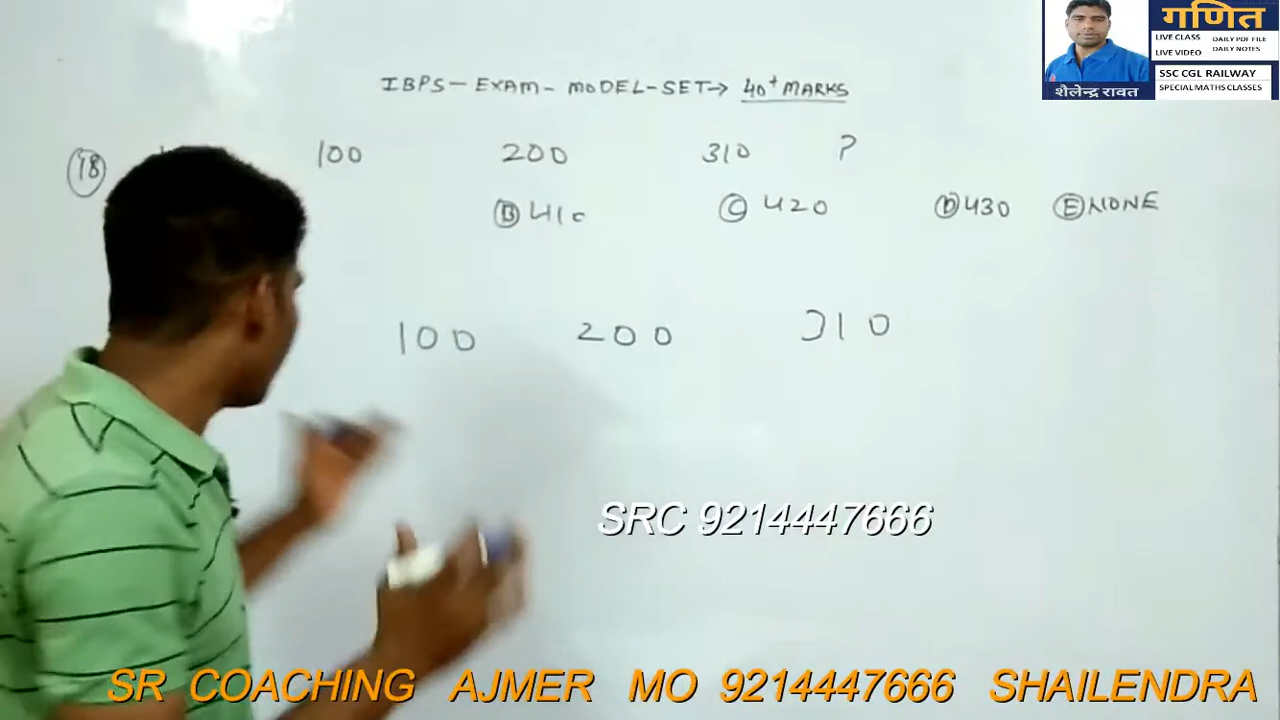 गणित
LIVE CLASS DAILY PDF FILE
LIVE VIDEO DAILY NOTES
SSC CGL RAILWAY
SPECIAL MATHS CLASSES
शैलेन्द्र रावत
IBPS-EXAM-MODEL-SET→ 40+ MARKS
18 100 200 310 ?
B 410 C 420 D 430 E NONE
100 200 310
SRC 9214447666
SR COACHING AJMER MO 9214447666 SHAILENDRA